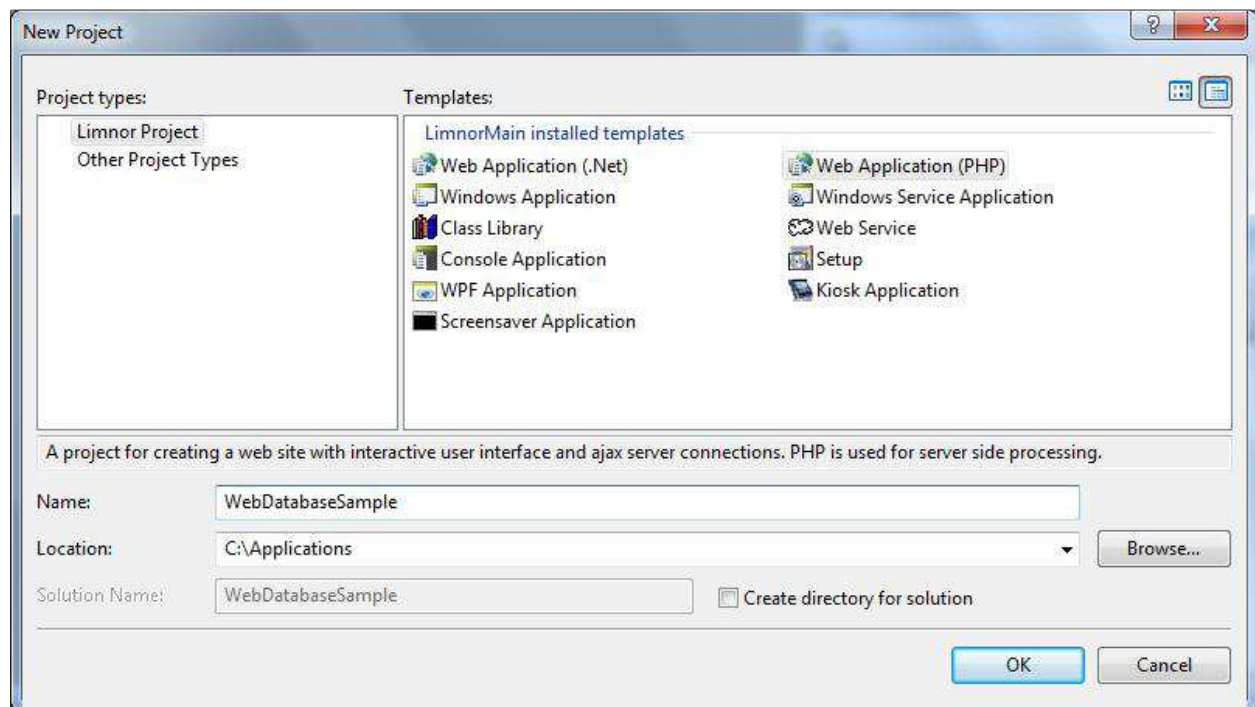 New Project
Project types:
Templates:
Limnor Project
Other Project Types
LimnorMain installed templates
Web Application (.Net)
Web Application (PHP)
Windows Application
Windows Service Application
Class Library
Web Service
Console Application
Setup
WPF Application
Kiosk Application
Screensaver Application
A project for creating a web site with interactive user interface and ajax server connections. PHP is used for server side processing.
Name:
WebDatabaseSample
Location:
C:\Applications
Browse...
Solution Name:
WebDatabaseSample
Create directory for solution
OK
Cancel